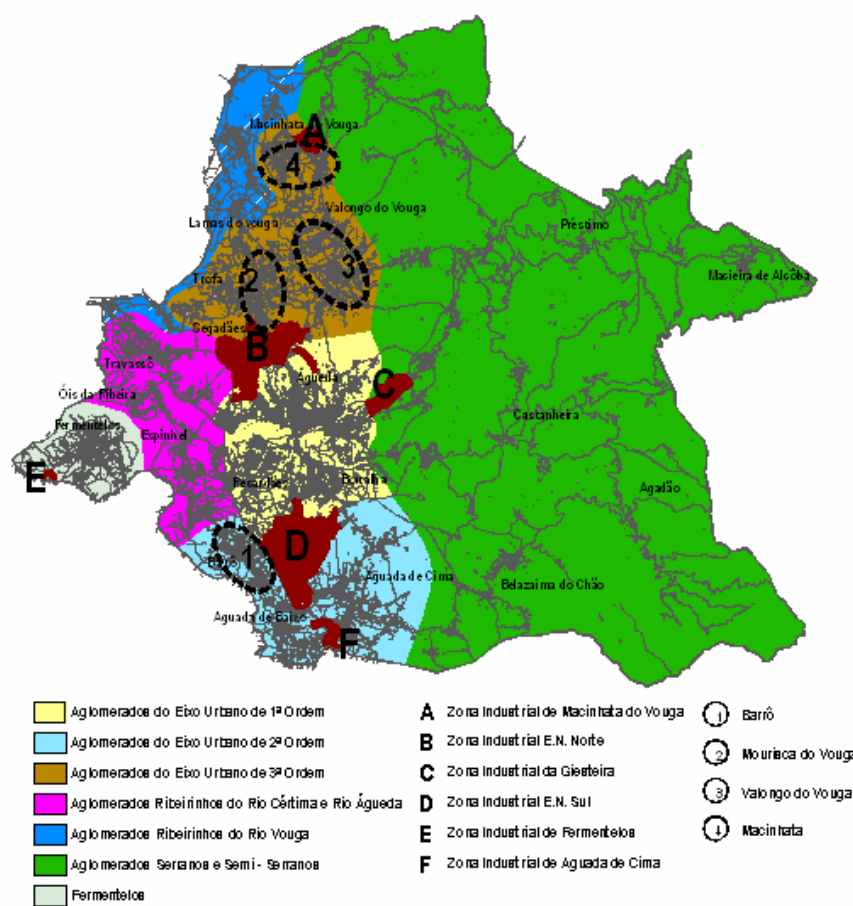 Macinhata do Vouga
A
4
Valongo do Vouga
Lamas do Vouga
Préstimo
3
Macieira de Alcôba
Trofa
2
Segadães
B
Travassô
Águeda
C
Óis da Ribeira
Castanheira
Fermentelos
Espinhel
E
Recardães
Borralha
Agadão
D
1
Barrô
Aguada de Cima
Belazaima do Chão
Aguada de Baixo
F
Aglomerados do Eixo Urbano de 1ª Ordem
Aglomerados do Eixo Urbano de 2ª Ordem
Aglomerados do Eixo Urbano de 3ª Ordem
Aglomerados Ribeirinhos do Rio Cértima e Rio Águeda
Aglomerados Ribeirinhos do Rio Vouga
Aglomerados Serranos e Semi - Serranos
Fermentelos
A Zona Industrial de Macinhata do Vouga
B Zona Industrial E.N. Norte
C Zona Industrial da Giesteira
D Zona Industrial E.N. Sul
E Zona Industrial de Fermentelos
F Zona Industrial de Aguada de Cima
1 Barrô
2 Mourisca do Vouga
3 Valongo do Vouga
4 Macinhata